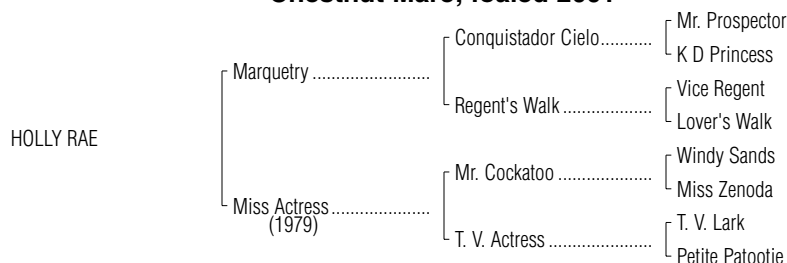 Chestnut Mare, foaled 2001
Mr. Prospector
Conquistador Cielo...........
K D Princess
Marquetry .........................
Vice Regent
Regent's Walk ...................
Lover's Walk
HOLLY RAE
Windy Sands
Mr. Cockatoo ....................
Miss Zenoda
Miss Actress.....................
(1979)
T. V. Lark
T. V. Actress ......................
Petite Patootie